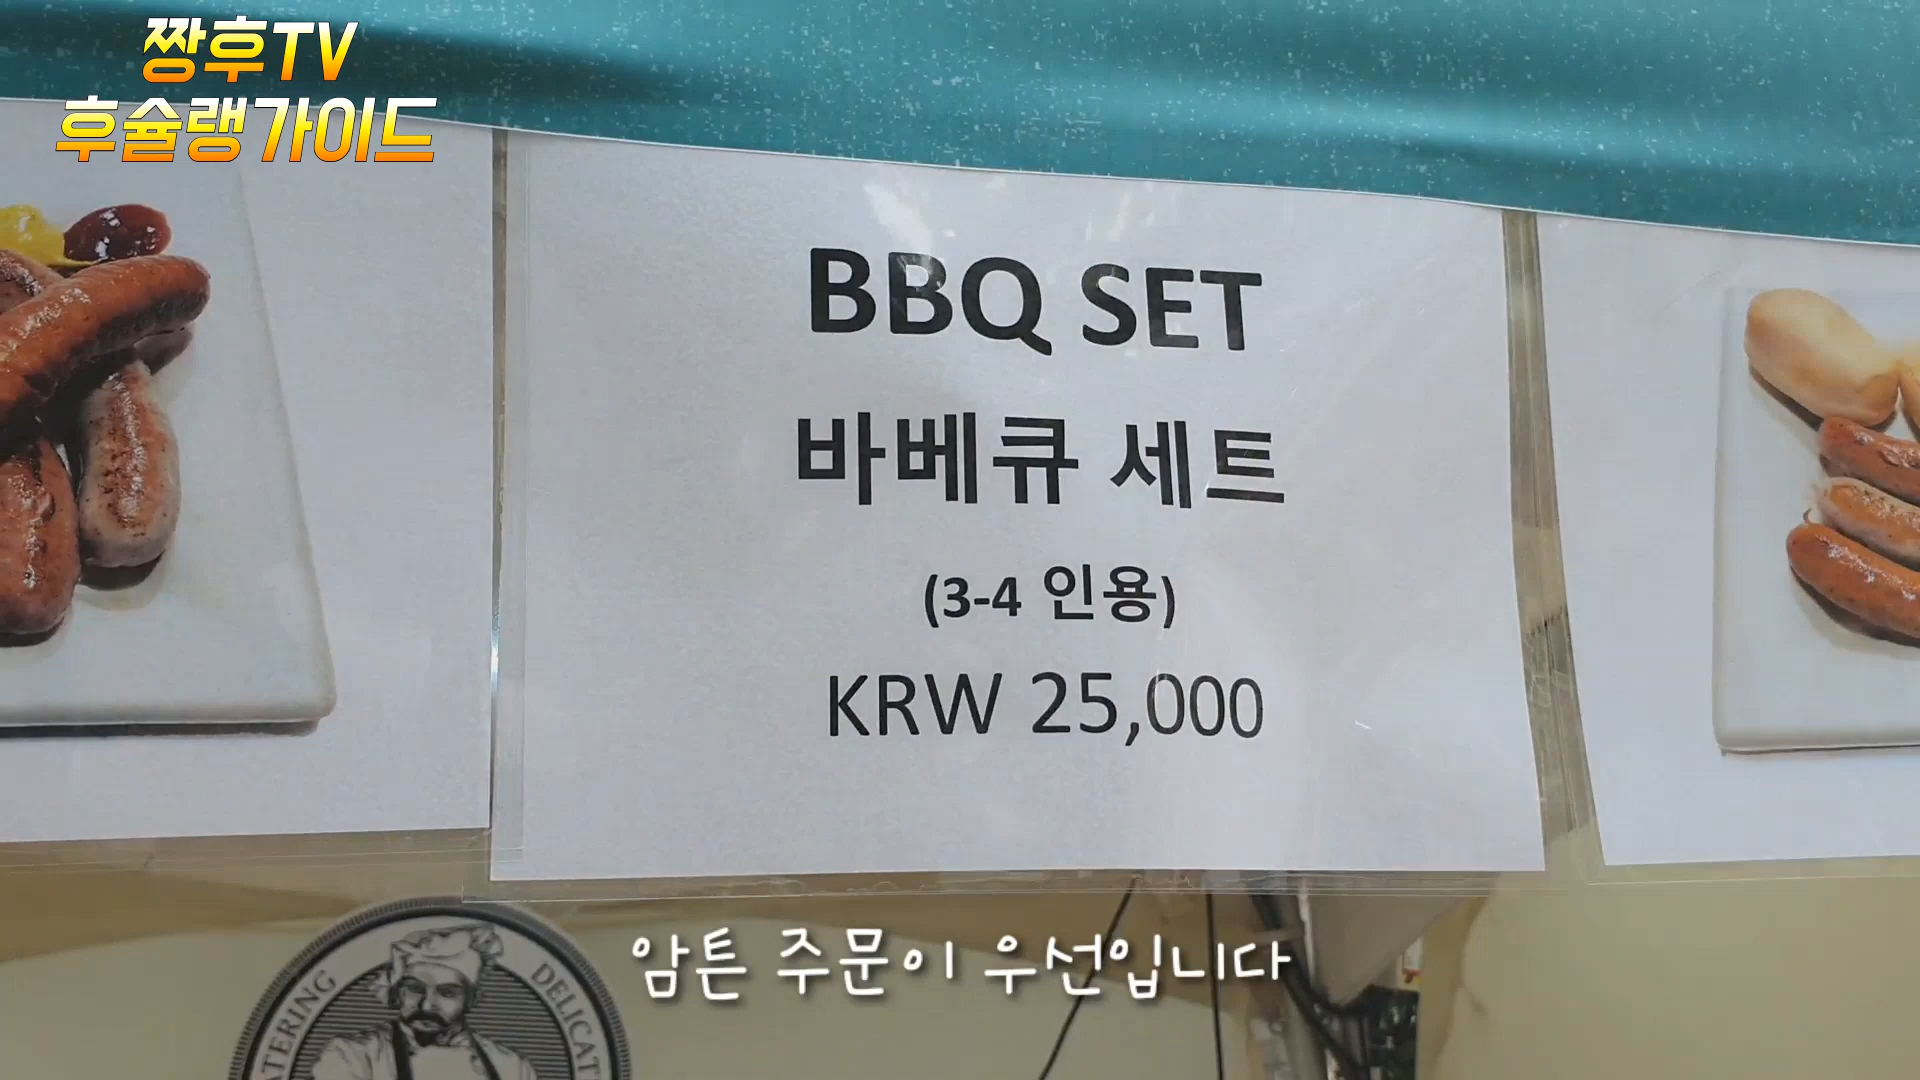 짱후TV
후슐랭가이드
BBQ SET
바베큐 세트
(3-4 인용)
KRW 25,000
암튼 주문이 우선입니다